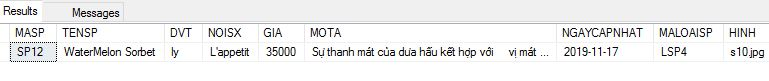 Results Messages
MASP TENSP DVT NOISX GIA MOTA NGAYCAPNHAT MALOAISP HINH
SP12 WaterMelon Sorbet ly L'appetit 35000 Sự thanh mát của dưa hấu kết hợp với vị mát ... 2019-11-17 LSP4 s10.jpg